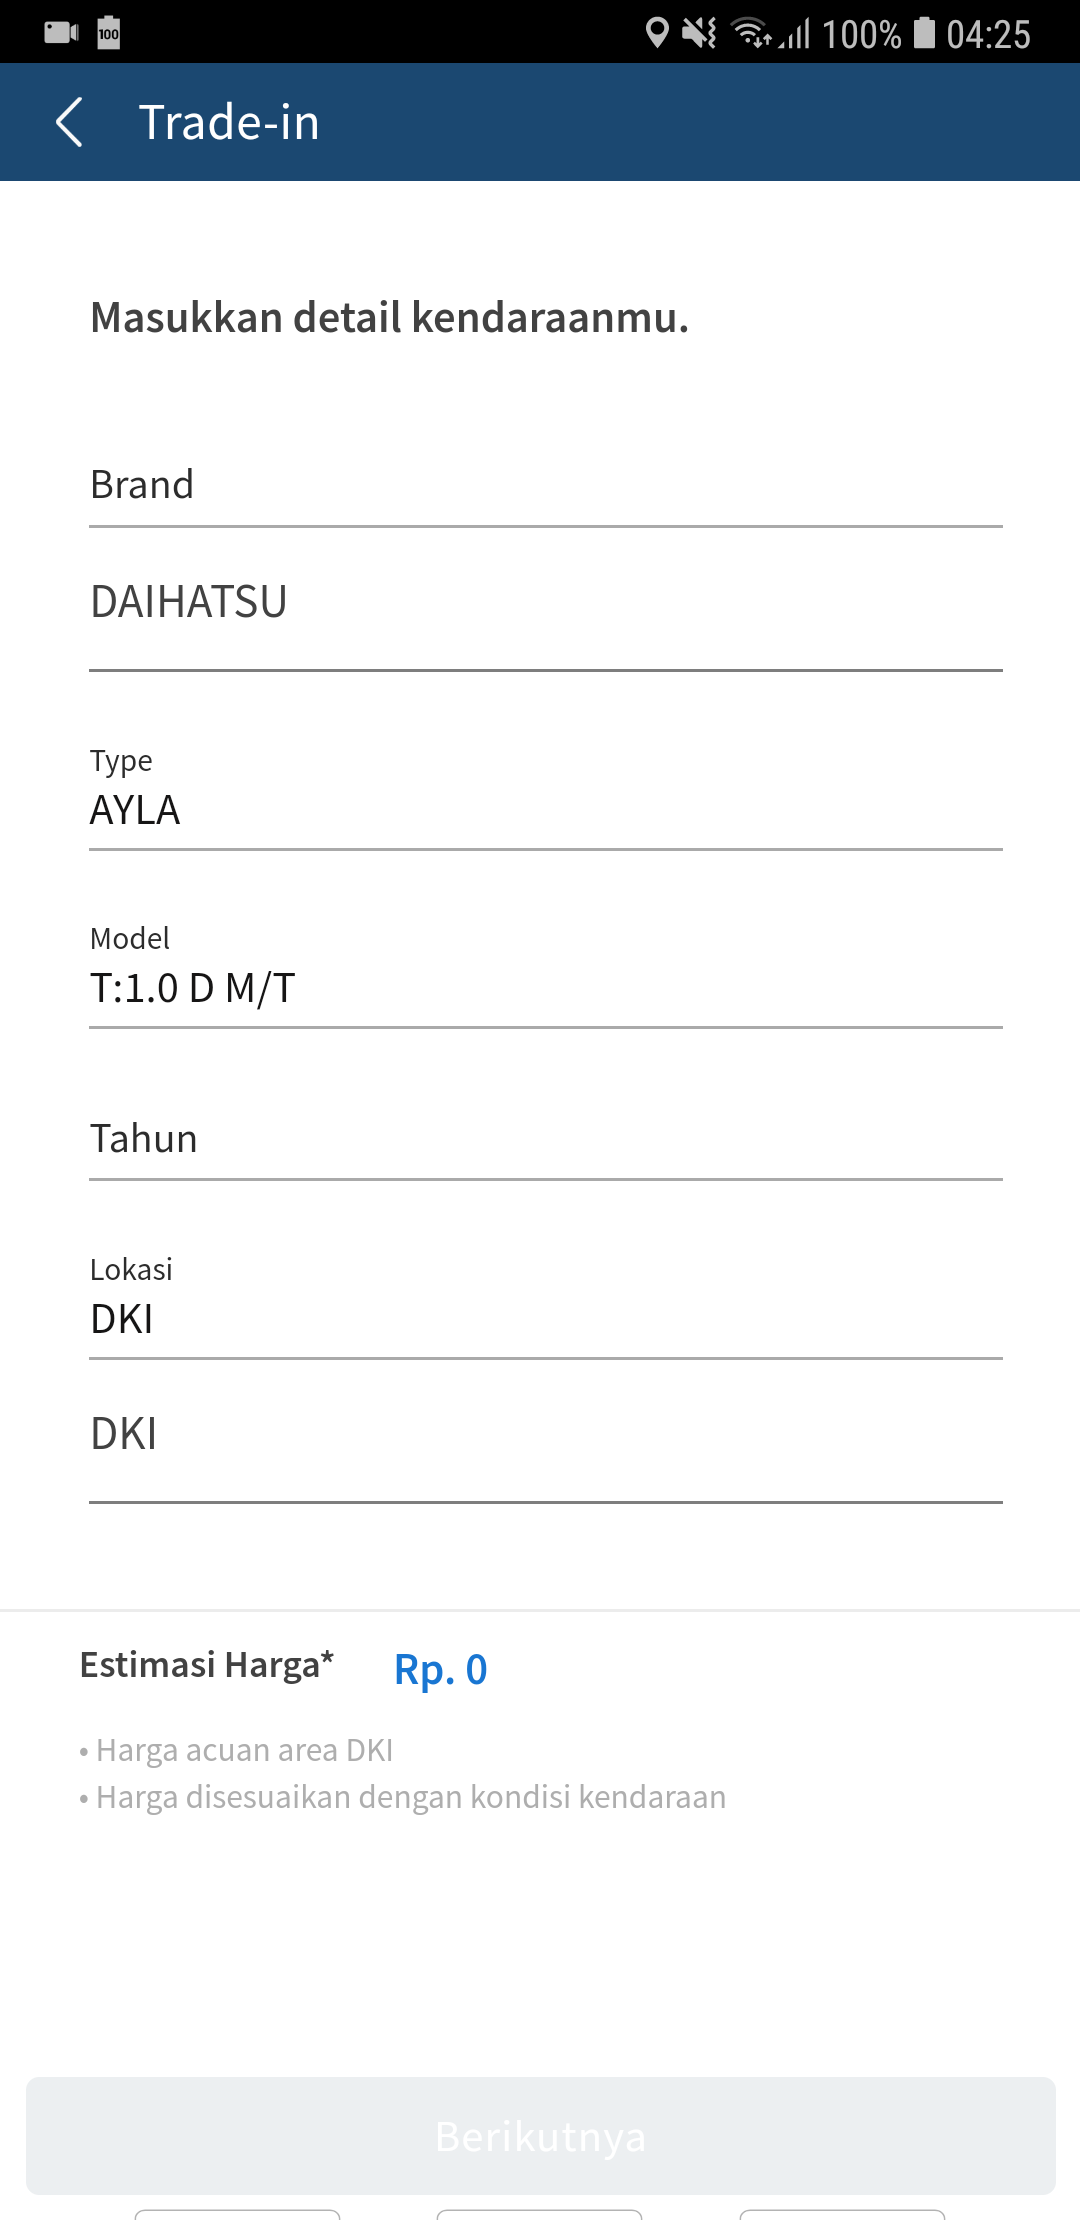 100 100% 04:25
Trade-in
Masukkan detail kendaraanmu.
Brand
DAIHATSU
Type
AYLA
Model
T:1.0 D M/T
Tahun
Lokasi
DKI
DKI
Estimasi Harga* Rp. 0
• Harga acuan area DKI
• Harga disesuaikan dengan kondisi kendaraan
Berikutnya